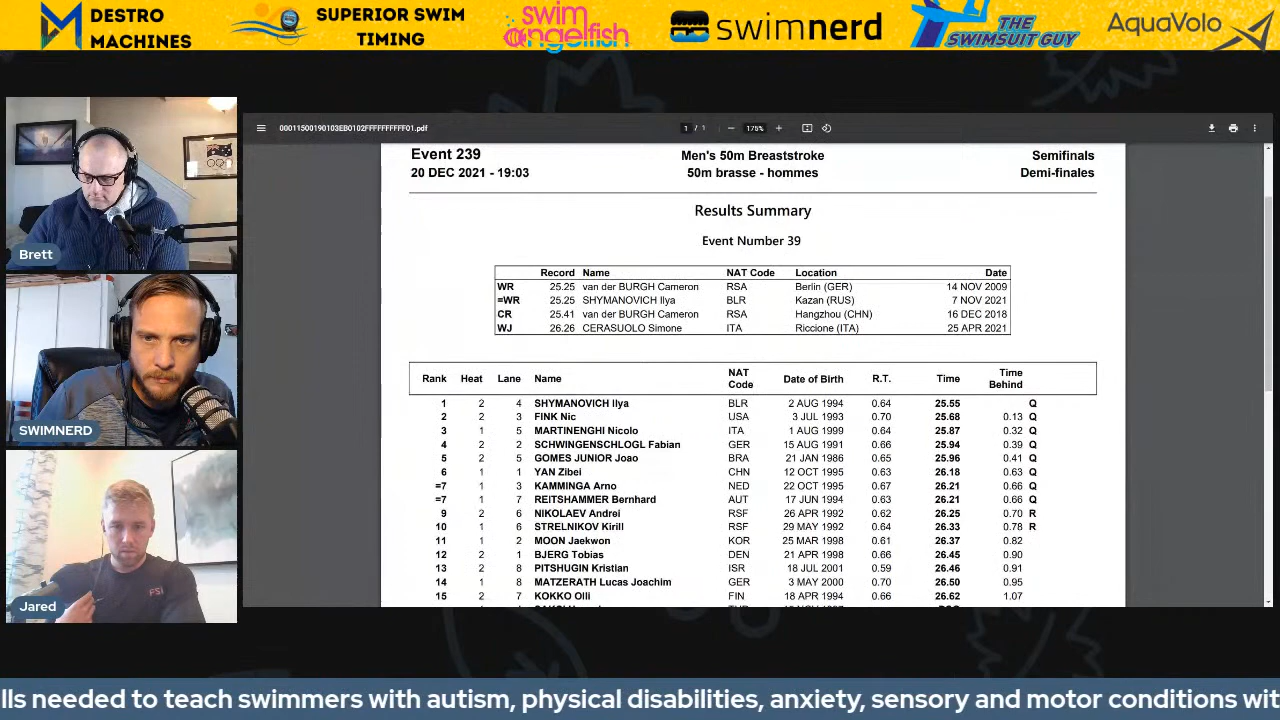 DESTRO
MACHINES
SUPERIOR SWIM
TIMING
swim
angelfish
swimnerd
THE
SWIMSUIT GUY
AquaVolo
00011500190103EB0102FFFFFFFFFF01.pdf
1 / 1 — 175% +
Event 239 Men's 50m Breaststroke Semifinals
20 DEC 2021 - 19:03 50m brasse - hommes Demi-finales
Results Summary
Event Number 39
Record Name NAT Code Location Date
WR 25.25 van der BURGH Cameron RSA Berlin (GER) 14 NOV 2009
=WR 25.25 SHYMANOVICH Ilya BLR Kazan (RUS) 7 NOV 2021
CR 25.41 van der BURGH Cameron RSA Hangzhou (CHN) 16 DEC 2018
WJ 26.26 CERASUOLO Simone ITA Riccione (ITA) 25 APR 2021
Rank Heat Lane Name NAT Code Date of Birth R.T. Time Time Behind
1 2 4 SHYMANOVICH Ilya BLR 2 AUG 1994 0.64 25.55 Q
2 2 3 FINK Nic USA 3 JUL 1993 0.70 25.68 0.13 Q
3 1 5 MARTINENGHI Nicolo ITA 1 AUG 1999 0.64 25.87 0.32 Q
4 2 2 SCHWINGENSCHLOGL Fabian GER 15 AUG 1991 0.66 25.94 0.39 Q
5 2 5 GOMES JUNIOR Joao BRA 21 JAN 1986 0.65 25.96 0.41 Q
6 1 1 YAN Zibei CHN 12 OCT 1995 0.63 26.18 0.63 Q
=7 1 3 KAMMINGA Arno NED 22 OCT 1995 0.67 26.21 0.66 Q
=7 1 7 REITSHAMMER Bernhard AUT 17 JUN 1994 0.63 26.21 0.66 Q
9 2 6 NIKOLAEV Andrei RSF 26 APR 1992 0.62 26.25 0.70 R
10 1 6 STRELNIKOV Kirill RSF 29 MAY 1992 0.64 26.33 0.78 R
11 1 2 MOON Jaekwon KOR 25 MAR 1998 0.61 26.37 0.82
12 2 1 BJERG Tobias DEN 21 APR 1998 0.66 26.45 0.90
13 2 8 PITSHUGIN Kristian ISR 18 JUL 2001 0.59 26.46 0.91
14 1 8 MATZERATH Lucas Joachim GER 3 MAY 2000 0.70 26.50 0.95
15 2 7 KOKKO Olli FIN 18 APR 1994 0.66 26.62 1.07
Brett
SWIMNERD
FSI
Jared
lls needed to teach swimmers with autism, physical disabilities, anxiety, sensory and motor conditions wit